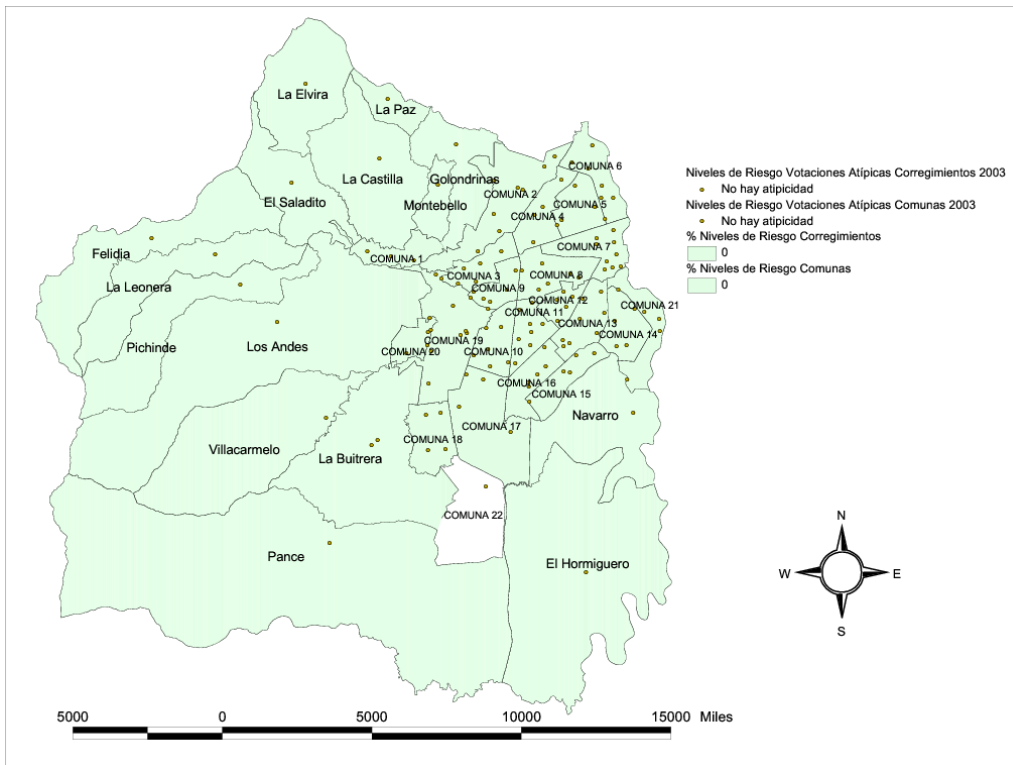 La Elvira
La Paz
COMUNA 6
La Castilla
Golondrinas
COMUNA 2
El Saladito
Montebello
COMUNA 5
COMUNA 4
Felidia
COMUNA 1
COMUNA 7
La Leonera
COMUNA 3
COMUNA 8
COMUNA 9
COMUNA 12
COMUNA 21
COMUNA 11
COMUNA 13
Pichinde
Los Andes
COMUNA 19
COMUNA 14
COMUNA 20
COMUNA 10
COMUNA 16
COMUNA 15
Navarro
COMUNA 17
Villacarmelo
La Buitrera
COMUNA 18
COMUNA 22
Pance
El Hormiguero
Niveles de Riesgo Votaciones Atípicas Corregimientos 2003
No hay atipicidad
Niveles de Riesgo Votaciones Atípicas Comunas 2003
No hay atipicidad
% Niveles de Riesgo Corregimientos
0
% Niveles de Riesgo Comunas
0
N
W E
S
5000 0 5000 10000 15000 Miles